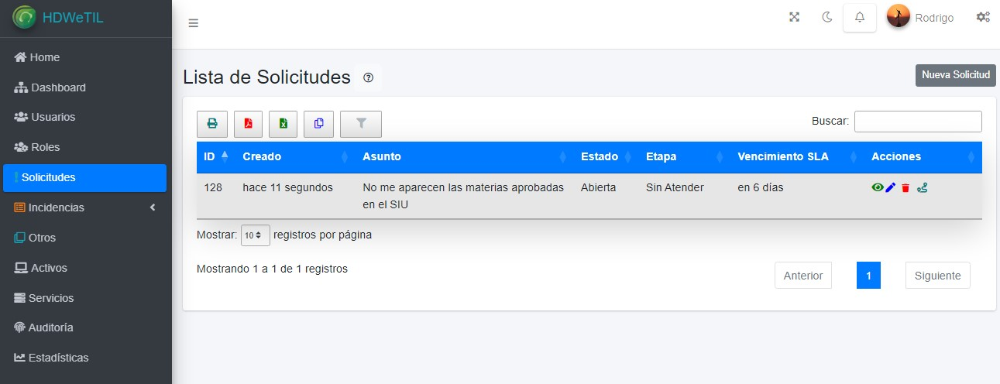 HDWeTIL
Rodrigo
Home
Dashboard
Usuarios
Roles
Solicitudes
Incidencias
Otros
Activos
Servicios
Auditoría
Estadísticas
Lista de Solicitudes
Nueva Solicitud
Buscar:
ID Creado Asunto Estado Etapa Vencimiento SLA Acciones
128 hace 11 segundos No me aparecen las materias aprobadas Abierta Sin Atender en 6 días
en el SIU
Mostrar: 10 registros por página
Mostrando 1 a 1 de 1 registros
Anterior 1 Siguiente